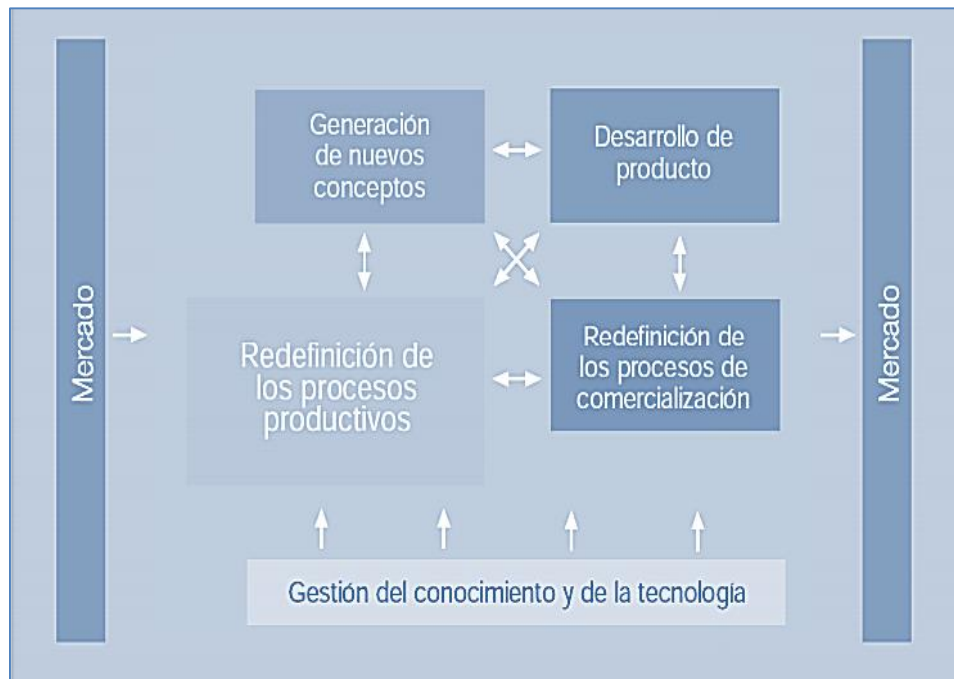 Mercado
Generación
de nuevos
conceptos
Desarrollo de
producto
Redefinición de
los procesos
productivos
Redefinición de
los procesos de
comercialización
Mercado
Gestión del conocimiento y de la tecnología